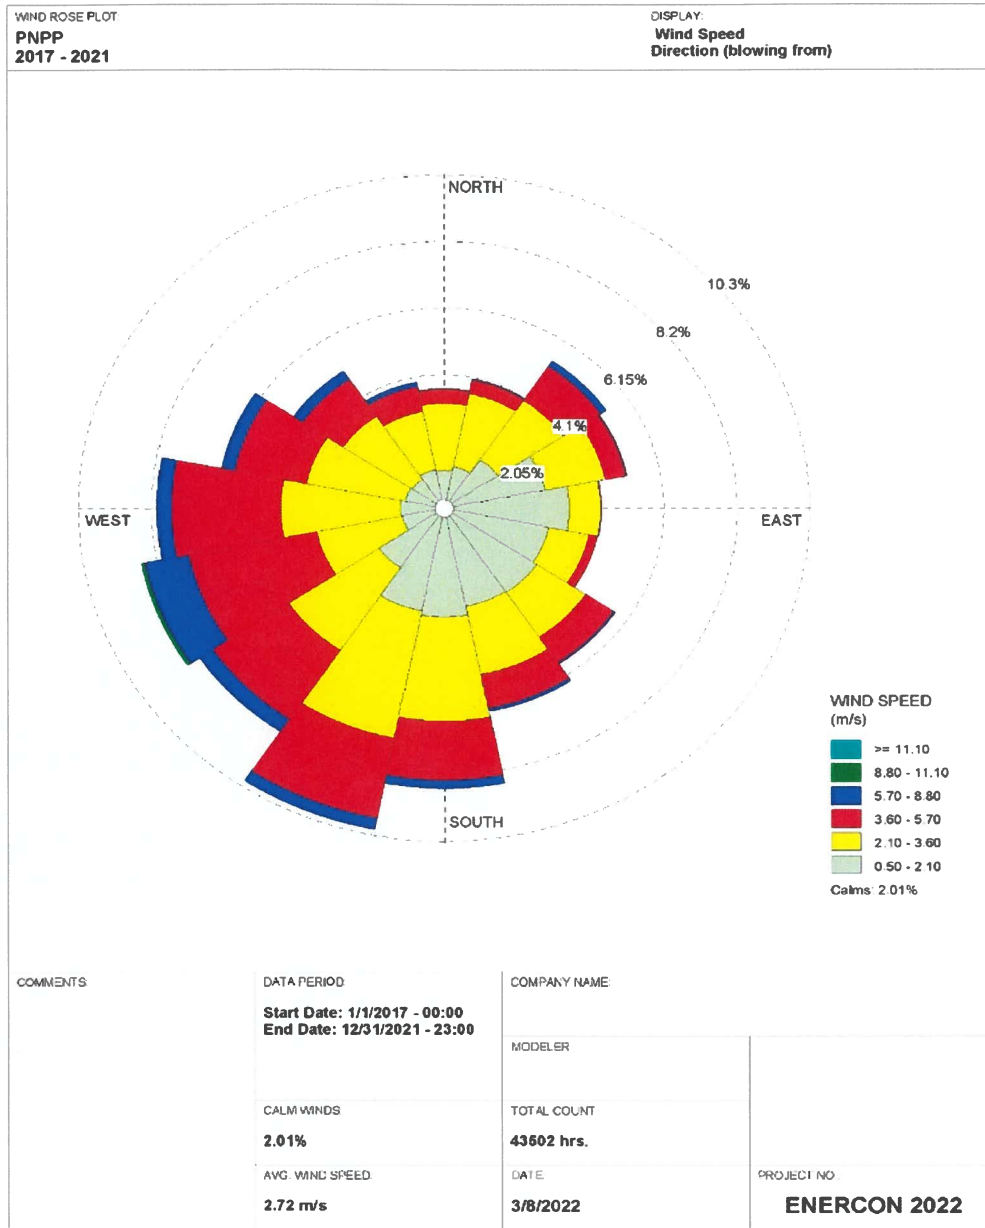 WIND ROSE PLOT:
PNPP
2017 - 2021
DISPLAY:
Wind Speed
Direction (blowing from)
NORTH
10.3%
8.2%
6.15%
4.1%
2.05%
WEST
EAST
SOUTH
WIND SPEED
(m/s)
>= 11.10
8.80 - 11.10
5.70 - 8.80
3.60 - 5.70
2.10 - 3.60
0.50 - 2.10
Calms: 2.01%
COMMENTS:
DATA PERIOD:
Start Date: 1/1/2017 - 00:00
End Date: 12/31/2021 - 23:00
COMPANY NAME:
MODELER:
CALM WINDS:
2.01%
TOTAL COUNT:
43602 hrs.
AVG. WIND SPEED:
2.72 m/s
DATE:
3/8/2022
PROJECT NO.:
ENERCON 2022